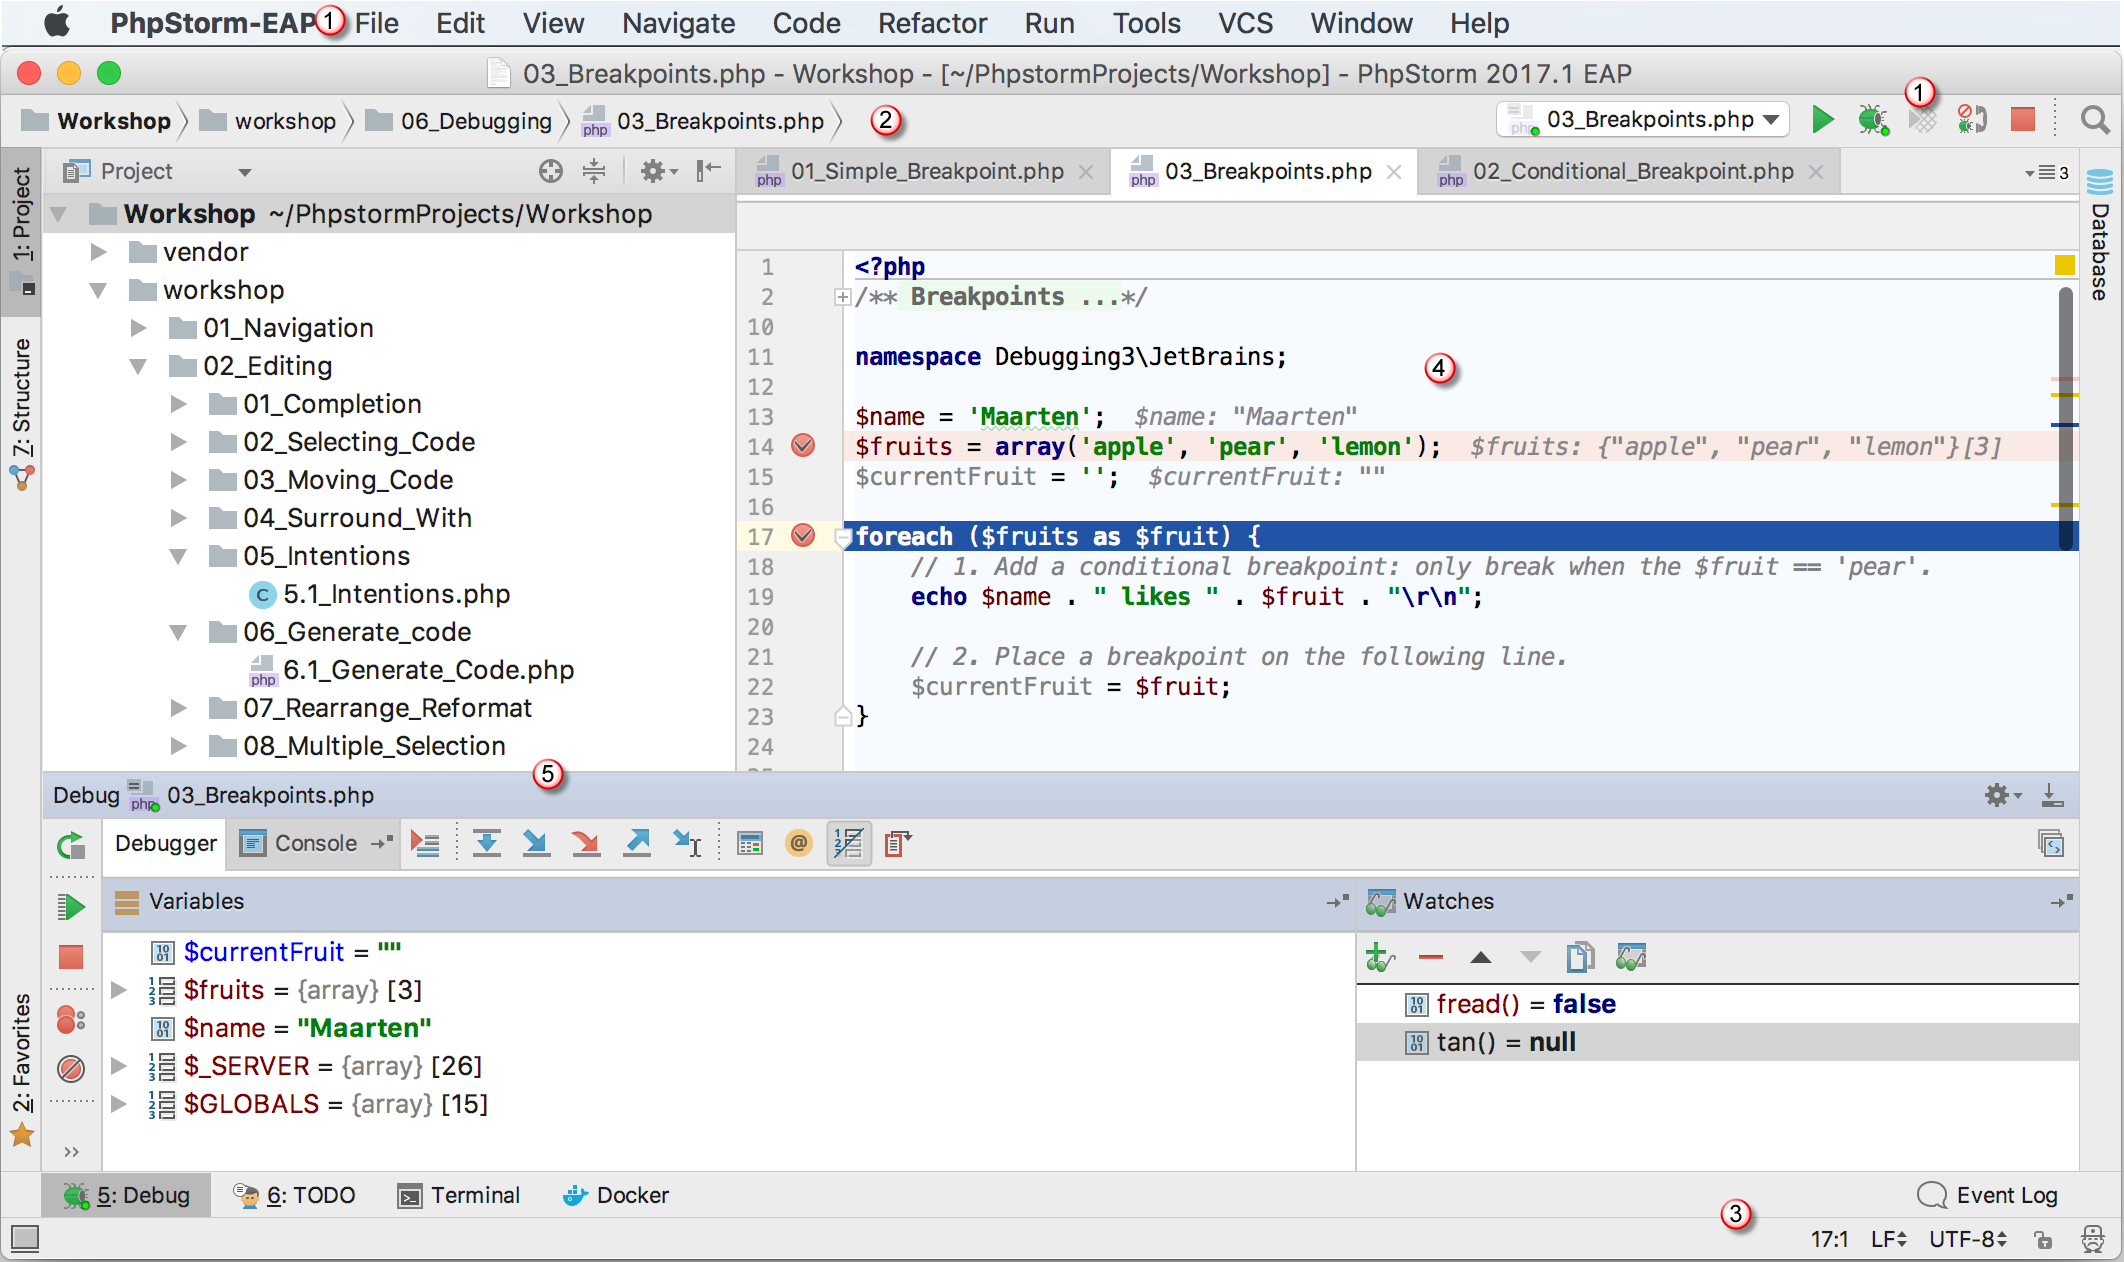 PhpStorm-EAP 1 File Edit View Navigate Code Refactor Run Tools VCS Window Help
03_Breakpoints.php - Workshop - [~/PhpstormProjects/Workshop] - PhpStorm 2017.1 EAP
Workshop workshop 06_Debugging php 03_Breakpoints.php 2 php 03_Breakpoints.php 1
1: Project
7: Structure
2: Favorites
Project
Workshop ~/PhpstormProjects/Workshop
vendor
workshop
01_Navigation
02_Editing
01_Completion
02_Selecting_Code
03_Moving_Code
04_Surround_With
05_Intentions
C 5.1_Intentions.php
06_Generate_code
php 6.1_Generate_Code.php
07_Rearrange_Reformat
08_Multiple_Selection
php 01_Simple_Breakpoint.php php 03_Breakpoints.php php 02_Conditional_Breakpoint.php 3
Database
1 <?php
2 /** Breakpoints ...*/
10
11 namespace Debugging3\JetBrains;
4
12
13 $name = 'Maarten'; $name: "Maarten"
14 $fruits = array('apple', 'pear', 'lemon'); $fruits: {"apple", "pear", "lemon"}[3]
15 $currentFruit = ''; $currentFruit: ""
16
17 foreach ($fruits as $fruit) {
18 // 1. Add a conditional breakpoint: only break when the $fruit == 'pear'.
19 echo $name . " likes " . $fruit . "\r\n";
20
21 // 2. Place a breakpoint on the following line.
22 $currentFruit = $fruit;
23 }
24
5
Debug php 03_Breakpoints.php
Debugger Console
Variables
$currentFruit = ""
$fruits = {array} [3]
$name = "Maarten"
$_SERVER = {array} [26]
$GLOBALS = {array} [15]
Watches
fread() = false
tan() = null
5: Debug 6: TODO Terminal Docker Event Log
3
17:1 LF UTF-8